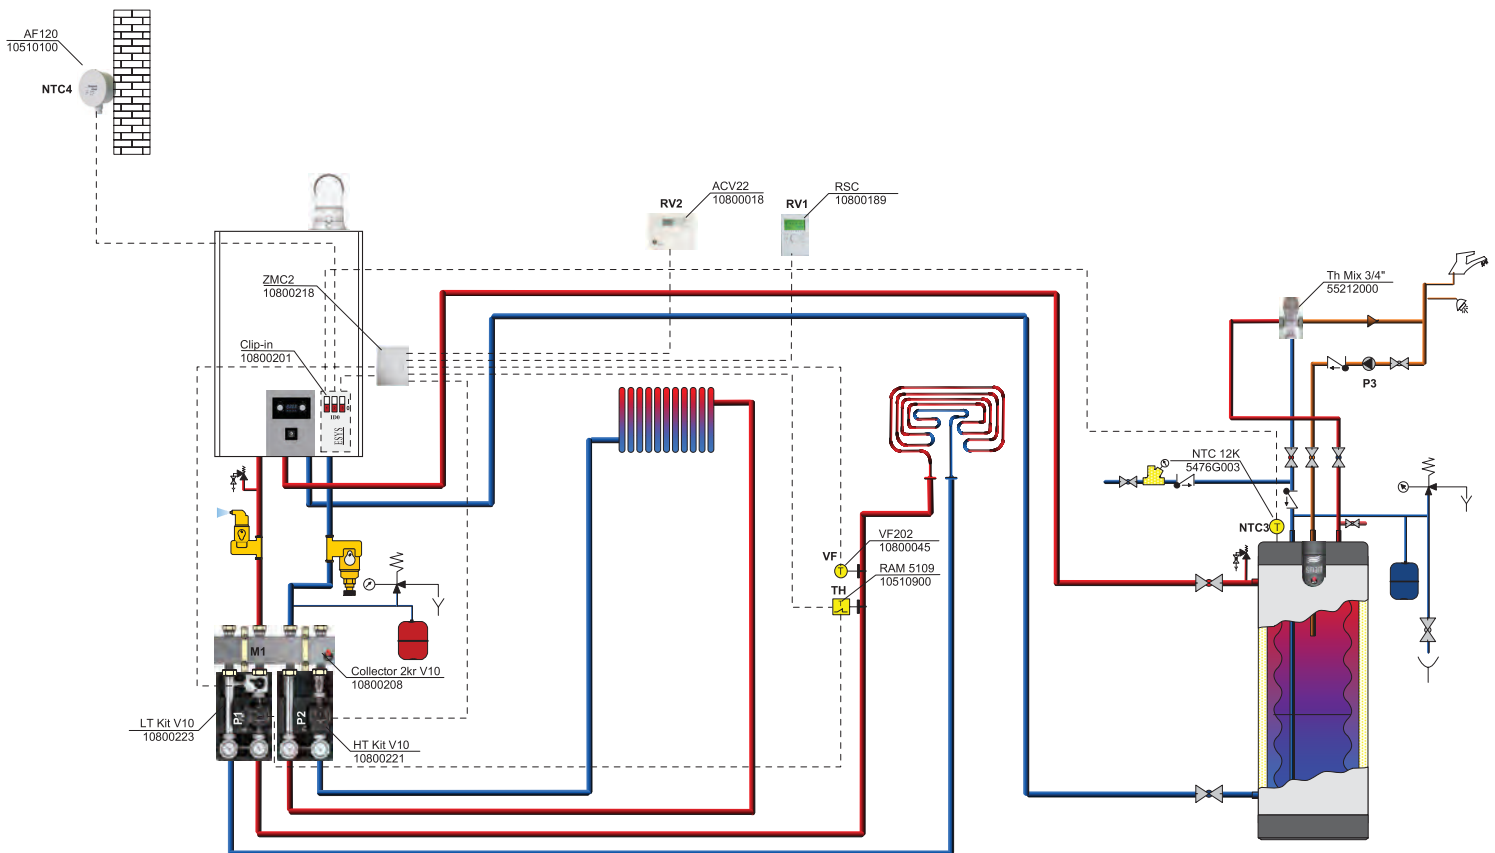 AF120
10510100
NTC4
ACV22
10800018
RV2
RSC
10800189
RV1
ZMC2
10800218
Th Mix 3/4"
55212000
Clip-in
10800201
P3
ESYS
NTC 12K
5476G003
NTC3
T
VF202
10800045
VF
T
RAM 5109
10510900
TH
T
M1
Collector 2kr V10
10800208
P1
P2
LT Kit V10
10800223
HT Kit V10
10800221